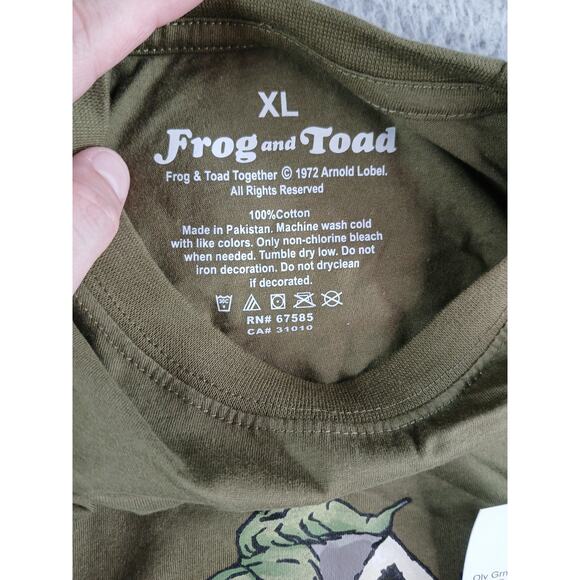 XL
Frog and Toad
Frog & Toad Together © 1972 Arnold Lobel.
All Rights Reserved
100%Cotton
Made in Pakistan. Machine wash cold
with like colors. Only non-chlorine bleach
when needed. Tumble dry low. Do not
iron decoration. Do not dryclean
if decorated.
RN# 67585
CA# 31010
Olv Grn